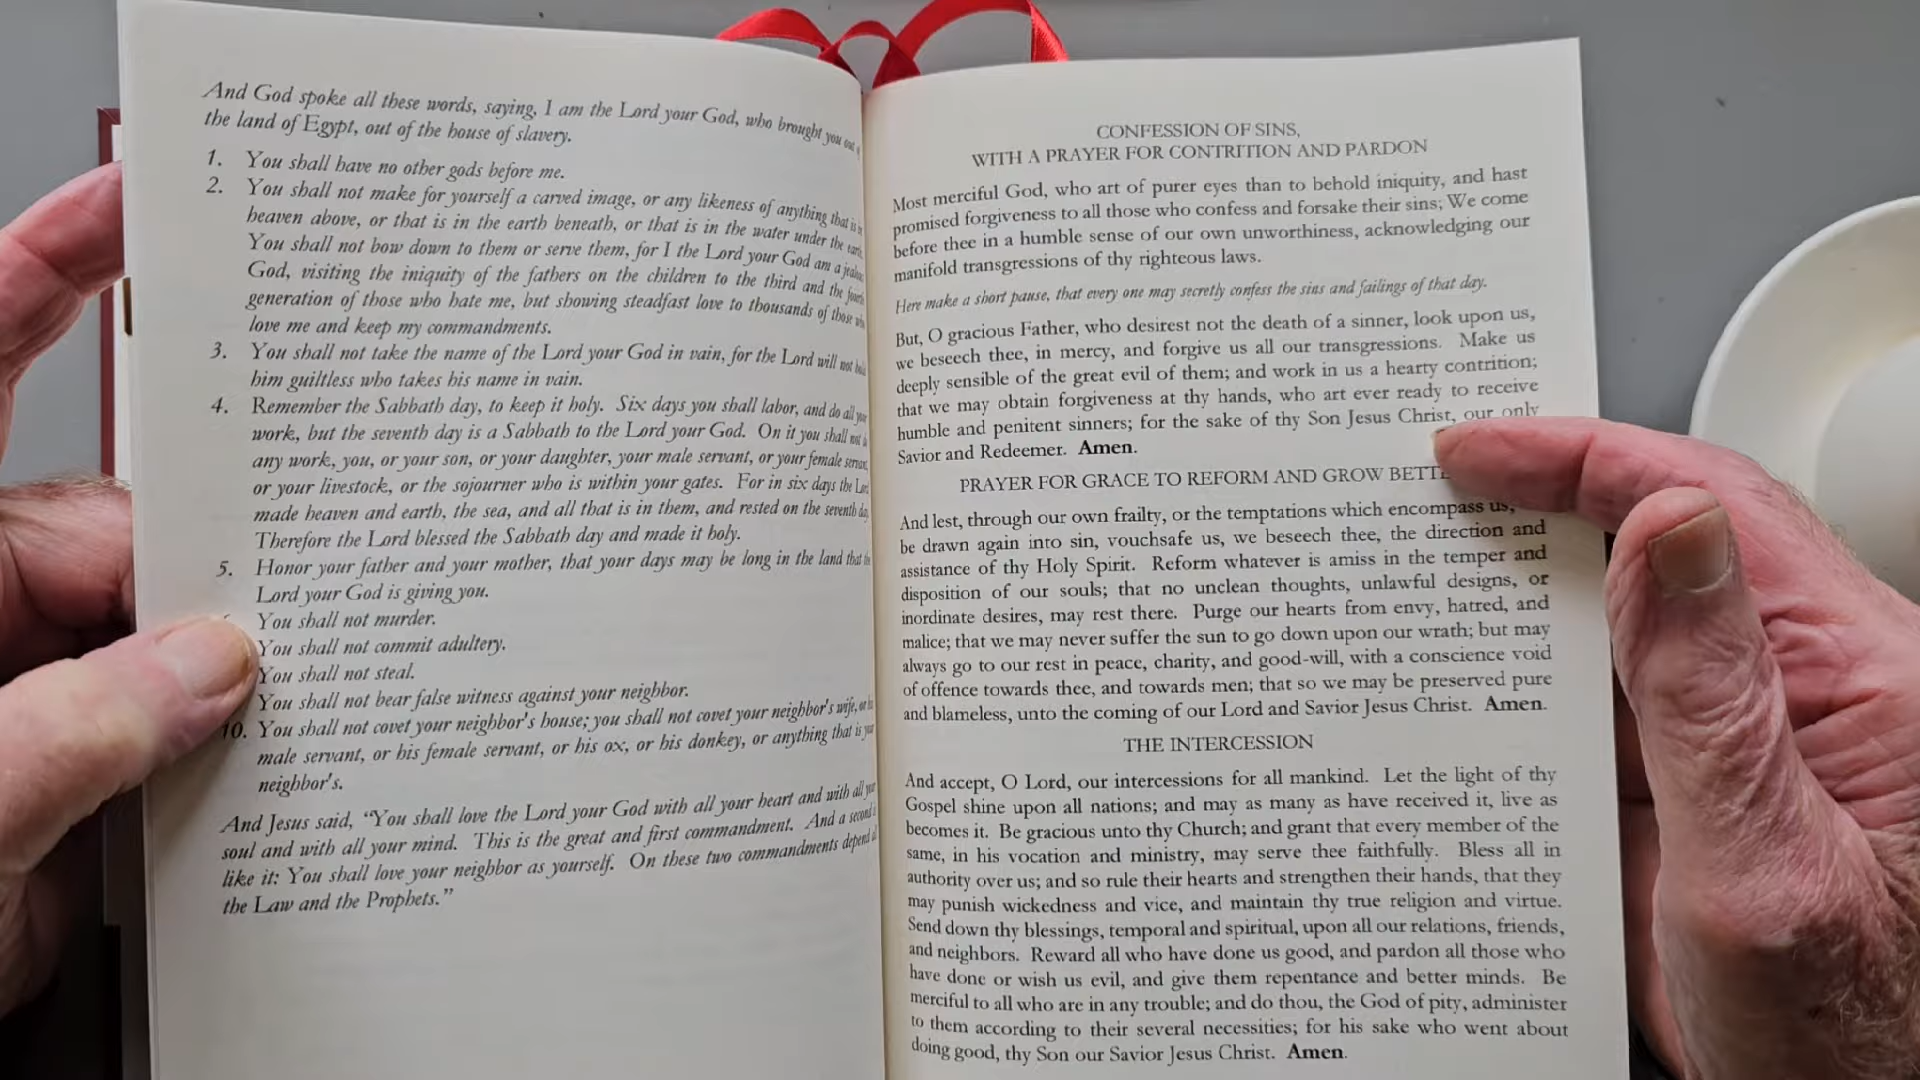 And God spoke all these words, saying, I am the Lord your God, who brought you out
the land of Egypt, out of the house of slavery.
1. You shall have no other gods before me.
2. You shall not make for yourself a carved image, or any likeness of anything that is
heaven above, or that is in the earth beneath, or that is in the water under the
You shall not bow down to them or serve them, for I the Lord your God am a
God, visiting the iniquity of the fathers on the children to the third and the
generation of those who hate me, but showing steadfast love to thousands of those
love me and keep my commandments.
3. You shall not take the name of the Lord your God in vain, for the Lord will not
him guiltless who takes his name in vain.
4. Remember the Sabbath day, to keep it holy. Six days you shall labor, and do all
work, but the seventh day is a Sabbath to the Lord your God. On it you shall not
any work, you, or your son, or your daughter, your male servant, or your female
or your livestock, or the sojourner who is within your gates. For in six days the
made heaven and earth, the sea, and all that is in them, and rested on the seventh
Therefore the Lord blessed the Sabbath day and made it holy.
5. Honor your father and your mother, that your days may be long in the land that
Lord your God is giving you.
You shall not murder.
You shall not commit adultery.
You shall not steal.
You shall not bear false witness against your neighbor.
10. You shall not covet your neighbor's house; you shall not covet your neighbor's wife, or
male servant, or his female servant, or his ox, or his donkey, or anything that is
neighbor's.
And Jesus said, “You shall love the Lord your God with all your heart and with all
soul and with all your mind. This is the great and first commandment. And a second
like it: You shall love your neighbor as yourself. On these two commandments depend
the Law and the Prophets.”
CONFESSION OF SINS,
WITH A PRAYER FOR CONTRITION AND PARDON
Most merciful God, who art of purer eyes than to behold iniquity, and hast
promised forgiveness to all those who confess and forsake their sins; We come
before thee in a humble sense of our own unworthiness, acknowledging our
manifold transgressions of thy righteous laws.
Here make a short pause, that every one may secretly confess the sins and failings of that day.
But, O gracious Father, who desirest not the death of a sinner, look upon us,
we beseech thee, in mercy, and forgive us all our transgressions. Make us
deeply sensible of the great evil of them; and work in us a hearty contrition;
that we may obtain forgiveness at thy hands, who art ever ready to receive
humble and penitent sinners; for the sake of thy Son Jesus Christ, our only
Savior and Redeemer. Amen.
PRAYER FOR GRACE TO REFORM AND GROW
And lest, through our own frailty, or the temptations which encompass us,
be drawn again into sin, vouchsafe us, we beseech thee, the direction and
assistance of thy Holy Spirit. Reform whatever is amiss in the temper and
disposition of our souls; that no unclean thoughts, unlawful designs, or
inordinate desires, may rest there. Purge our hearts from envy, hatred, and
malice; that we may never suffer the sun to go down upon our wrath; but may
always go to our rest in peace, charity, and good-will, with a conscience void
of offence towards thee, and towards men; that so we may be preserved pure
and blameless, unto the coming of our Lord and Savior Jesus Christ. Amen.
THE INTERCESSION
And accept, O Lord, our intercessions for all mankind. Let the light of thy
Gospel shine upon all nations; and may as many as have received it, live as
becomes it. Be gracious unto thy Church; and grant that every member of the
same, in his vocation and ministry, may serve thee faithfully. Bless all in
authority over us; and so rule their hearts and strengthen their hands, that they
may punish wickedness and vice, and maintain thy true religion and virtue.
Send down thy blessings, temporal and spiritual, upon all our relations, friends,
and neighbors. Reward all who have done us good, and pardon all those who
have done or wish us evil, and give them repentance and better minds. Be
merciful to all who are in any trouble; and do thou, the God of pity, administer
to them according to their several necessities; for his sake who went about
doing good, thy Son our Savior Jesus Christ. Amen.